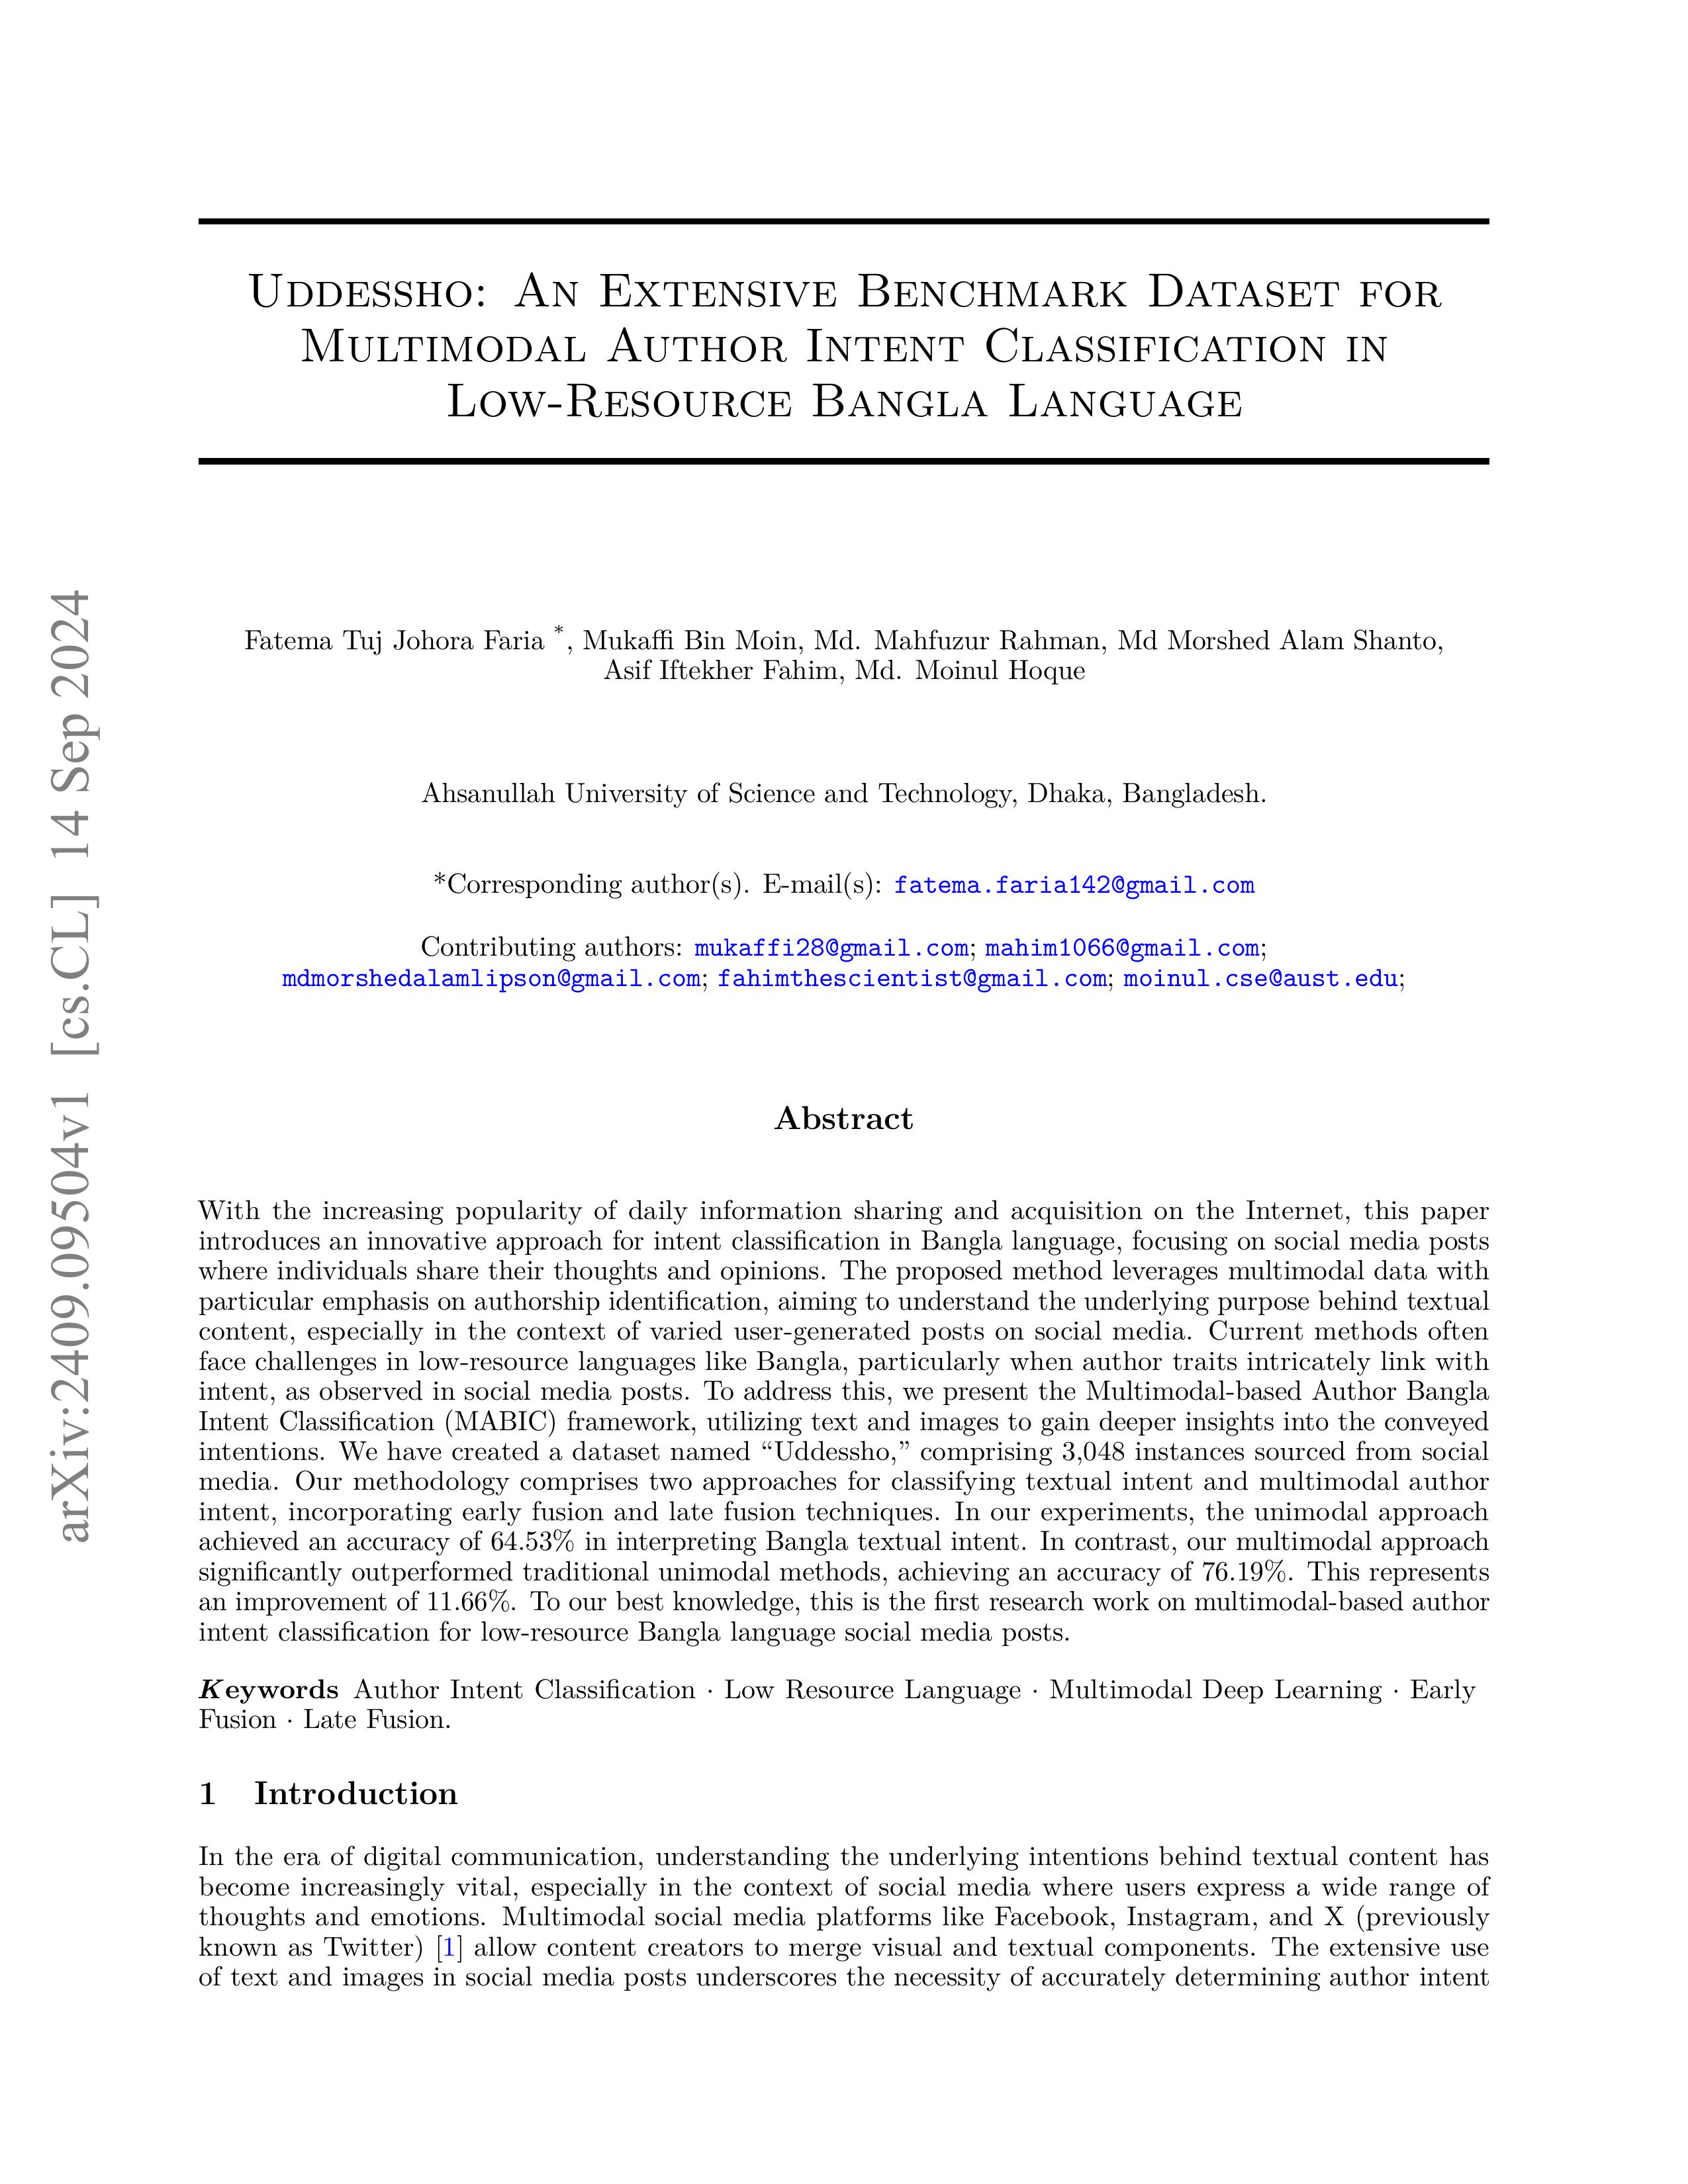 Uddessho: An Extensive Benchmark Dataset for
Multimodal Author Intent Classification in
Low-Resource Bangla Language
Fatema Tuj Johora Faria *, Mukaffi Bin Moin, Md. Mahfuzur Rahman, Md Morshed Alam Shanto,
Asif Iftekher Fahim, Md. Moinul Hoque
Ahsanullah University of Science and Technology, Dhaka, Bangladesh.
*Corresponding author(s). E-mail(s): fatema.faria142@gmail.com
Contributing authors: mukaffi28@gmail.com; mahim1066@gmail.com;
mdmorshedalamlipson@gmail.com; fahimthescientist@gmail.com; moinul.cse@aust.edu;
arXiv:2409.09504v1 [cs.CL] 14 Sep 2024
Abstract
With the increasing popularity of daily information sharing and acquisition on the Internet, this paper
introduces an innovative approach for intent classification in Bangla language, focusing on social media posts
where individuals share their thoughts and opinions. The proposed method leverages multimodal data with
particular emphasis on authorship identification, aiming to understand the underlying purpose behind textual
content, especially in the context of varied user-generated posts on social media. Current methods often
face challenges in low-resource languages like Bangla, particularly when author traits intricately link with
intent, as observed in social media posts. To address this, we present the Multimodal-based Author Bangla
Intent Classification (MABIC) framework, utilizing text and images to gain deeper insights into the conveyed
intentions. We have created a dataset named “Uddessho,” comprising 3,048 instances sourced from social
media. Our methodology comprises two approaches for classifying textual intent and multimodal author
intent, incorporating early fusion and late fusion techniques. In our experiments, the unimodal approach
achieved an accuracy of 64.53% in interpreting Bangla textual intent. In contrast, our multimodal approach
significantly outperformed traditional unimodal methods, achieving an accuracy of 76.19%. This represents
an improvement of 11.66%. To our best knowledge, this is the first research work on multimodal-based author
intent classification for low-resource Bangla language social media posts.
Keywords Author Intent Classification · Low Resource Language · Multimodal Deep Learning · Early
Fusion · Late Fusion.
1 Introduction
In the era of digital communication, understanding the underlying intentions behind textual content has
become increasingly vital, especially in the context of social media where users express a wide range of
thoughts and emotions. Multimodal social media platforms like Facebook, Instagram, and X (previously
known as Twitter) [1] allow content creators to merge visual and textual components. The extensive use
of text and images in social media posts underscores the necessity of accurately determining author intent